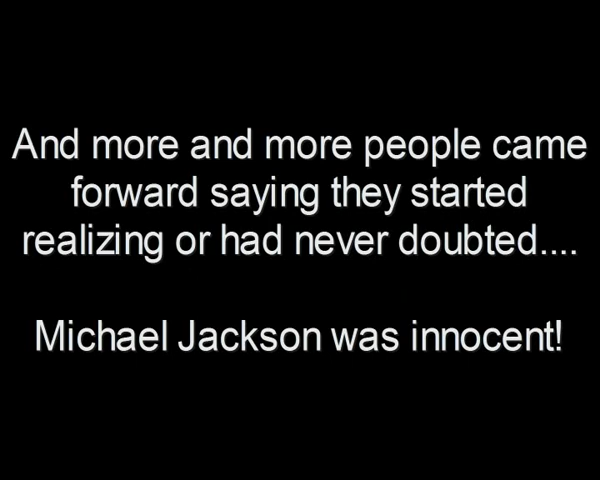 And more and more people came
forward saying they started
realizing or had never doubted....
Michael Jackson was innocent!